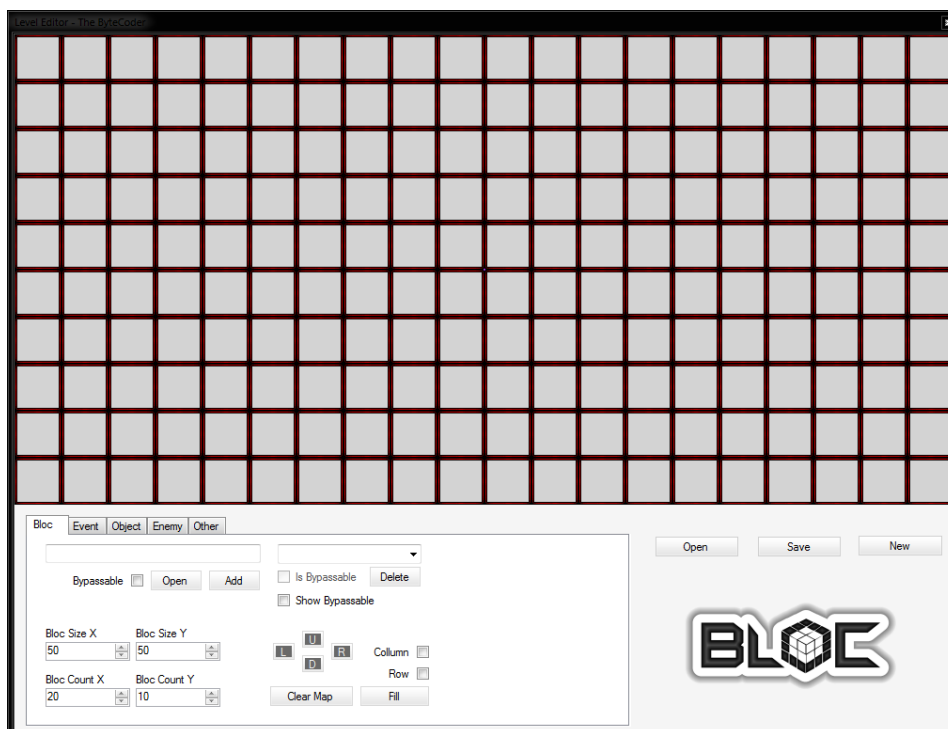 Level Editor - The ByteCoder
Bloc Event Object Enemy Other
Open Save New
Bypassable Open Add
Is Bypassable Delete
Show Bypassable
Bloc Size X Bloc Size Y
50 50
U
L R
D
Collumn
Row
Bloc Count X Bloc Count Y
20 10
Clear Map Fill
BLOC